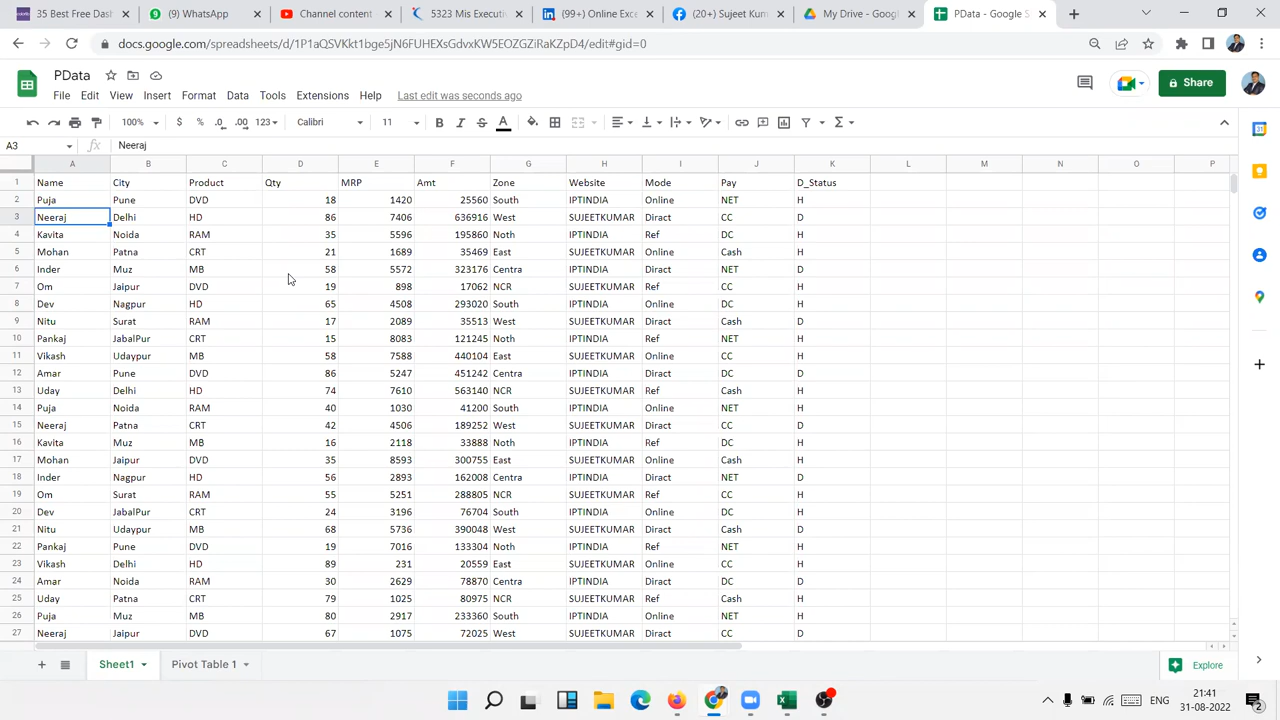 35 Best Free Dat
(9) WhatsApp
Channel content
5323 Mis Executi
(99+) Online Exce
(20+) Sujeet Kum
My Drive - Googl
PData - Google S
docs.google.com/spreadsheets/d/1P1aQSVKkt1bge5jN6FUHEXsGdvxKW5EOZGZiRaKZpD4/edit#gid=0
PData
File Edit View Insert Format Data Tools Extensions Help Last edit was seconds ago
Share
100% $ % .0 .00 123 Calibri 11
A3 fx Neeraj
A B C D E F G H I J K L M N O P
1 Name City Product Qty MRP Amt Zone Website Mode Pay D_Status
2 Puja Pune DVD 18 1420 25560 South IPTINDIA Online NET H
3 Neeraj Delhi HD 86 7406 636916 West SUJEETKUMAR Diract CC D
4 Kavita Noida RAM 35 5596 195860 Noth IPTINDIA Ref DC H
5 Mohan Patna CRT 21 1689 35469 East SUJEETKUMAR Online Cash H
6 Inder Muz MB 58 5572 323176 Centra IPTINDIA Diract NET D
7 Om Jaipur DVD 19 898 17062 NCR SUJEETKUMAR Ref CC H
8 Dev Nagpur HD 65 4508 293020 South IPTINDIA Online DC H
9 Nitu Surat RAM 17 2089 35513 West SUJEETKUMAR Diract Cash D
10 Pankaj JabalPur CRT 15 8083 121245 Noth IPTINDIA Ref NET H
11 Vikash Udaypur MB 58 7588 440104 East SUJEETKUMAR Online CC H
12 Amar Pune DVD 86 5247 451242 Centra IPTINDIA Diract DC D
13 Uday Delhi HD 74 7610 563140 NCR SUJEETKUMAR Ref Cash H
14 Puja Noida RAM 40 1030 41200 South IPTINDIA Online NET H
15 Neeraj Patna CRT 42 4506 189252 West SUJEETKUMAR Diract CC D
16 Kavita Muz MB 16 2118 33888 Noth IPTINDIA Ref DC H
17 Mohan Jaipur DVD 35 8593 300755 East SUJEETKUMAR Online Cash H
18 Inder Nagpur HD 56 2893 162008 Centra IPTINDIA Diract NET D
19 Om Surat RAM 55 5251 288805 NCR SUJEETKUMAR Ref CC H
20 Dev JabalPur CRT 24 3196 76704 South IPTINDIA Online DC H
21 Nitu Udaypur MB 68 5736 390048 West SUJEETKUMAR Diract Cash D
22 Pankaj Pune DVD 19 7016 133304 Noth IPTINDIA Ref NET H
23 Vikash Delhi HD 89 231 20559 East SUJEETKUMAR Online CC H
24 Amar Noida RAM 30 2629 78870 Centra IPTINDIA Diract DC D
25 Uday Patna CRT 79 1025 80975 NCR SUJEETKUMAR Ref Cash H
26 Puja Muz MB 80 2917 233360 South IPTINDIA Online NET H
27 Neeraj Jaipur DVD 67 1075 72025 West SUJEETKUMAR Diract CC D
Sheet1 Pivot Table 1 Explore
ENG
21:41
31-08-2022
2